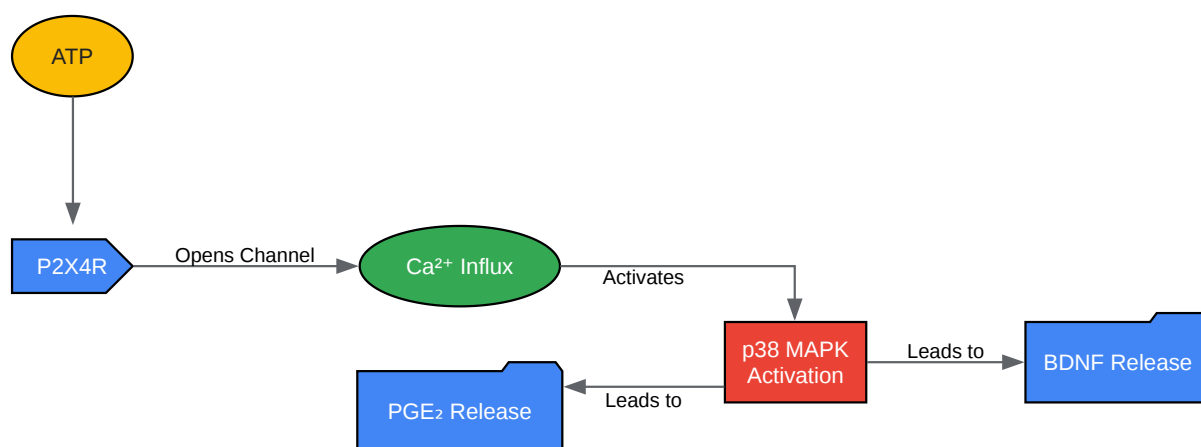 ATP
P2X4R
Opens Channel
Ca²⁺ Influx
Activates
p38 MAPK
Activation
Leads to
BDNF Release
Leads to
PGE₂ Release